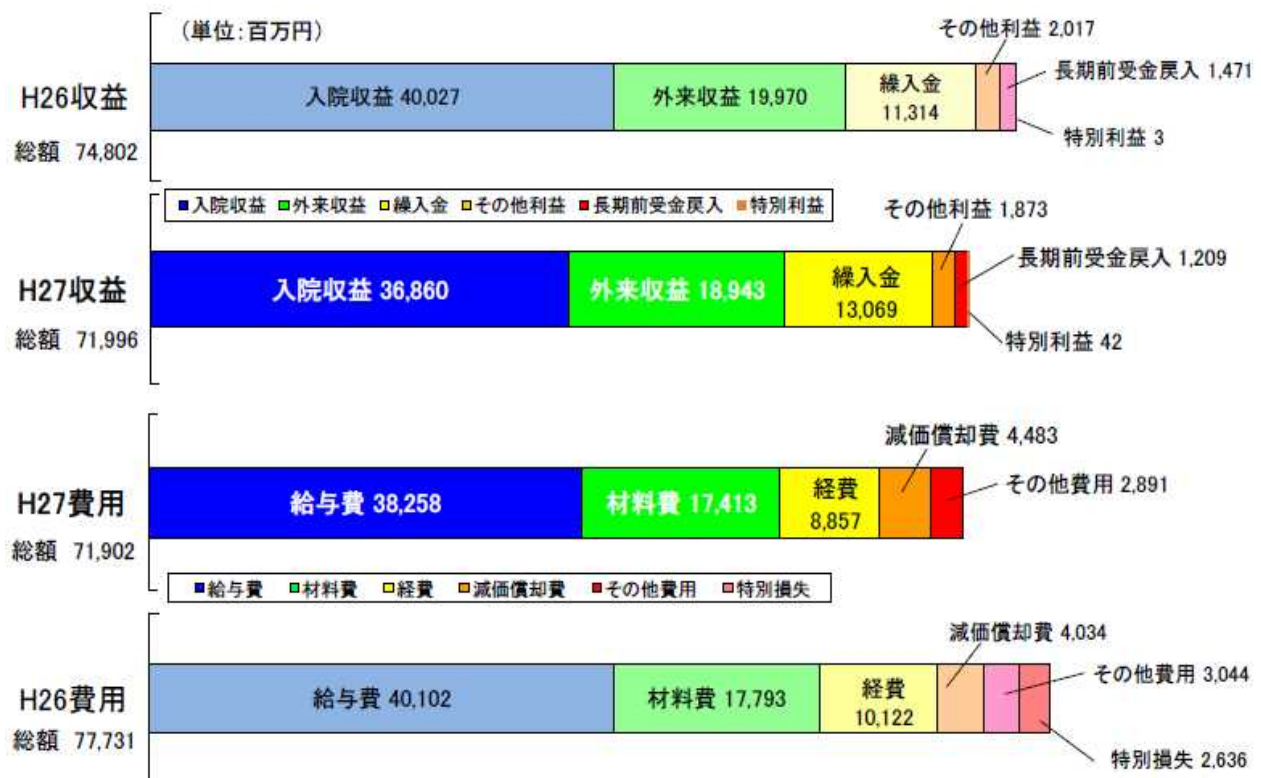 (単位:百万円)
その他利益 2,017
長期前受金戻入 1,471
H26収益
入院収益 40,027
外来収益 19,970
繰入金
11,314
総額 74,802
特別利益 3
■入院収益 ■外来収益 ■繰入金 ■その他利益 ■長期前受金戻入 ■特別利益
その他利益 1,873
長期前受金戻入 1,209
H27収益
入院収益 36,860
外来収益 18,943
繰入金
13,069
総額 71,996
特別利益 42
減価償却費 4,483
H27費用
給与費 38,258
材料費 17,413
経費
8,857
その他費用 2,891
総額 71,902
■給与費 ■材料費 ■経費 ■減価償却費 ■その他費用 ■特別損失
減価償却費 4,034
H26費用
給与費 40,102
材料費 17,793
経費
10,122
その他費用 3,044
総額 77,731
特別損失 2,636